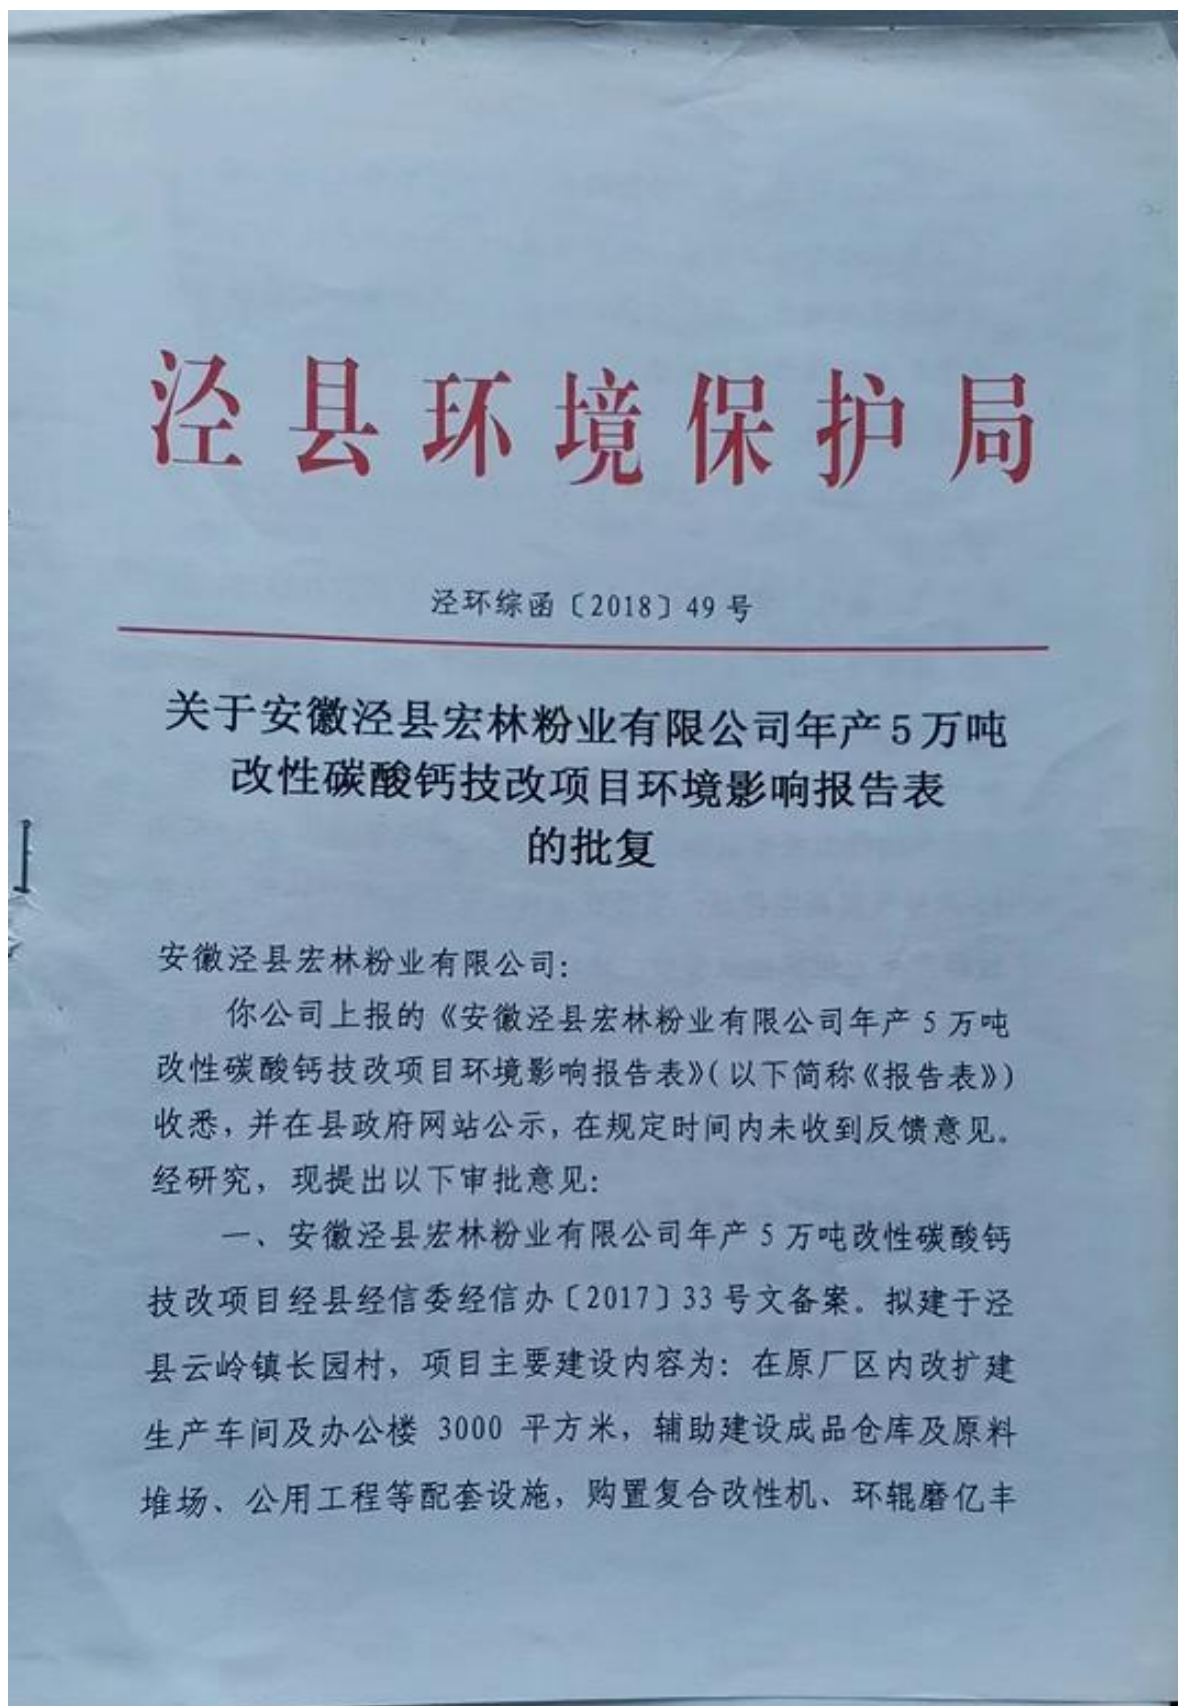 泾县环境保护局
泾环综函〔2018〕49号
关于安徽泾县宏林粉业有限公司年产5万吨
改性碳酸钙技改项目环境影响报告表
的批复
安徽泾县宏林粉业有限公司：
你公司上报的《安徽泾县宏林粉业有限公司年产5万吨
改性碳酸钙技改项目环境影响报告表》（以下简称《报告表》）
收悉，并在县政府网站公示，在规定时间内未收到反馈意见。
经研究，现提出以下审批意见：
一、安徽泾县宏林粉业有限公司年产5万吨改性碳酸钙
技改项目经县经信委经信办〔2017〕33号文备案。拟建于泾
县云岭镇长园村，项目主要建设内容为：在原厂区内改扩建
生产车间及办公楼 3000 平方米，辅助建设成品仓库及原料
堆场、公用工程等配套设施，购置复合改性机、环辊磨亿丰